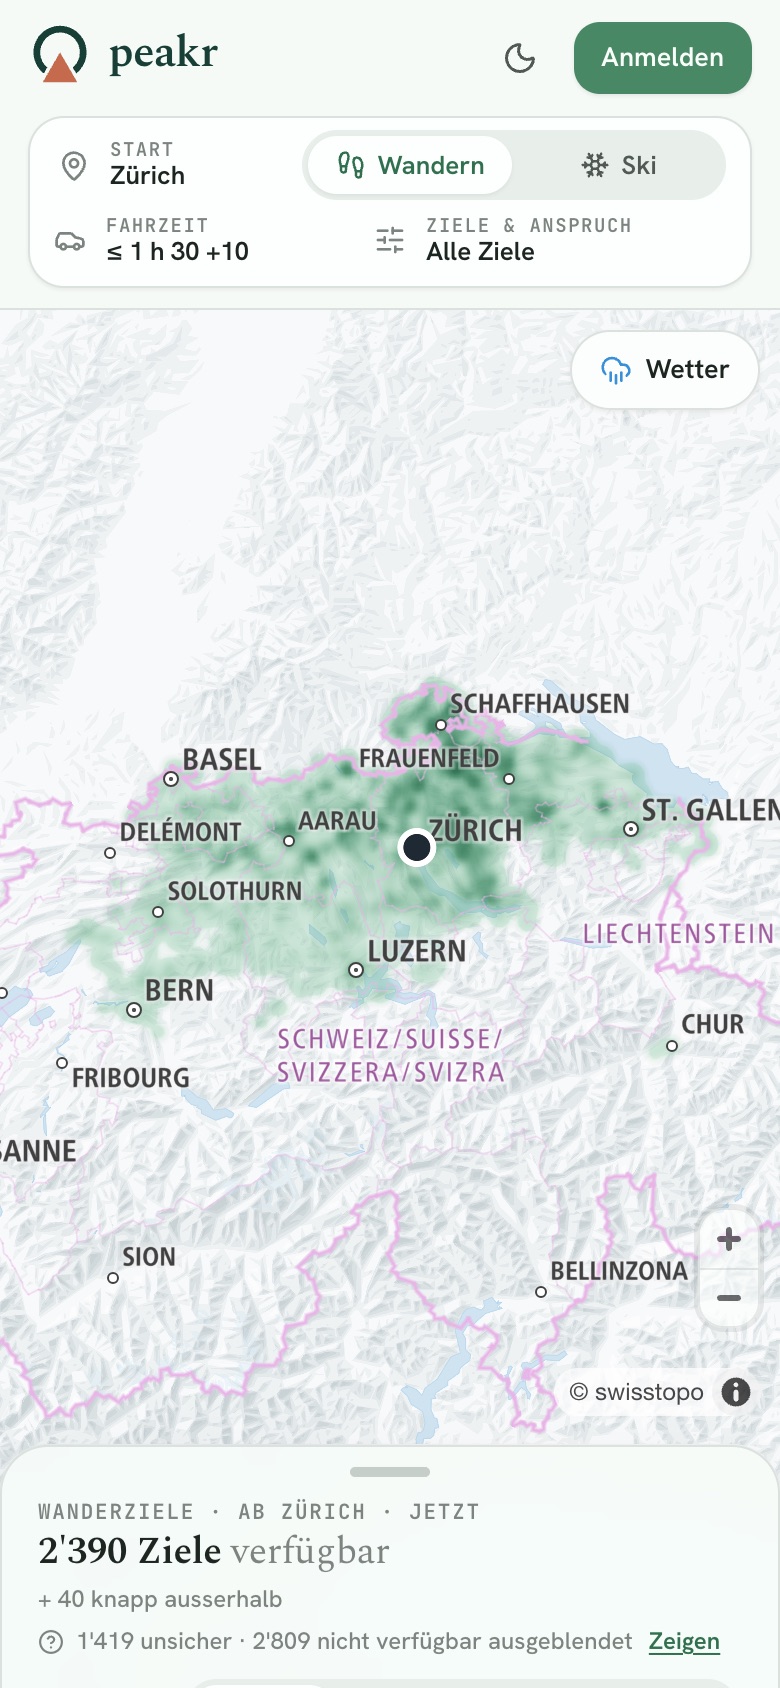 peakr
Anmelden
START
Zürich
Wandern
Ski
FAHRZEIT
≤ 1 h 30 +10
ZIELE & ANSPRUCH
Alle Ziele
Wetter
SCHAFFHAUSEN
BASEL
FRAUENFELD
ST. GALLEN
DELÉMONT
AARAU
ZÜRICH
SOLOTHURN
LIECHTENSTEIN
LUZERN
BERN
CHUR
SCHWEIZ/SUISSE/
SVIZZERA/SVIZRA
FRIBOURG
SANNE
SION
BELLINZONA
© swisstopo
WANDERZIELE · AB ZÜRICH · JETZT
2'390 Ziele verfügbar
+ 40 knapp ausserhalb
1'419 unsicher · 2'809 nicht verfügbar ausgeblendet Zeigen